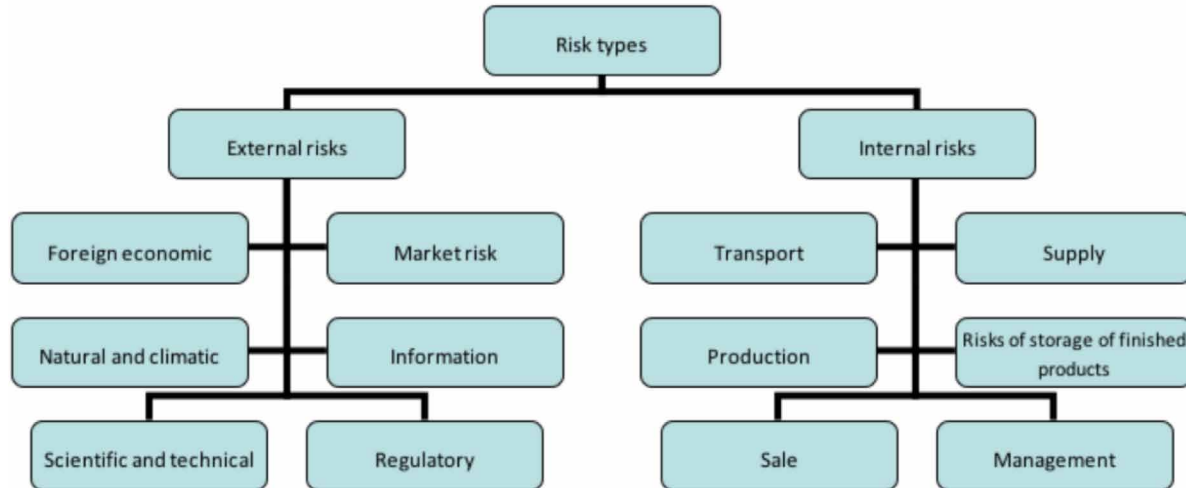 Risk types
External risks
Internal risks
Foreign economic
Market risk
Transport
Supply
Natural and climatic
Information
Production
Risks of storage of finished
products
Scientific and technical
Regulatory
Sale
Management